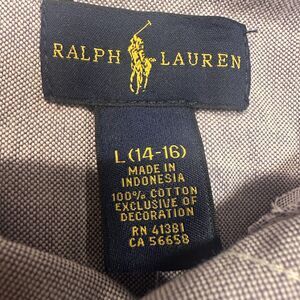 RALPH LAUREN
L (14-16)
MADE IN
INDONESIA
100% COTTON
EXCLUSIVE OF
DECORATION
RN 41381
CA 56658